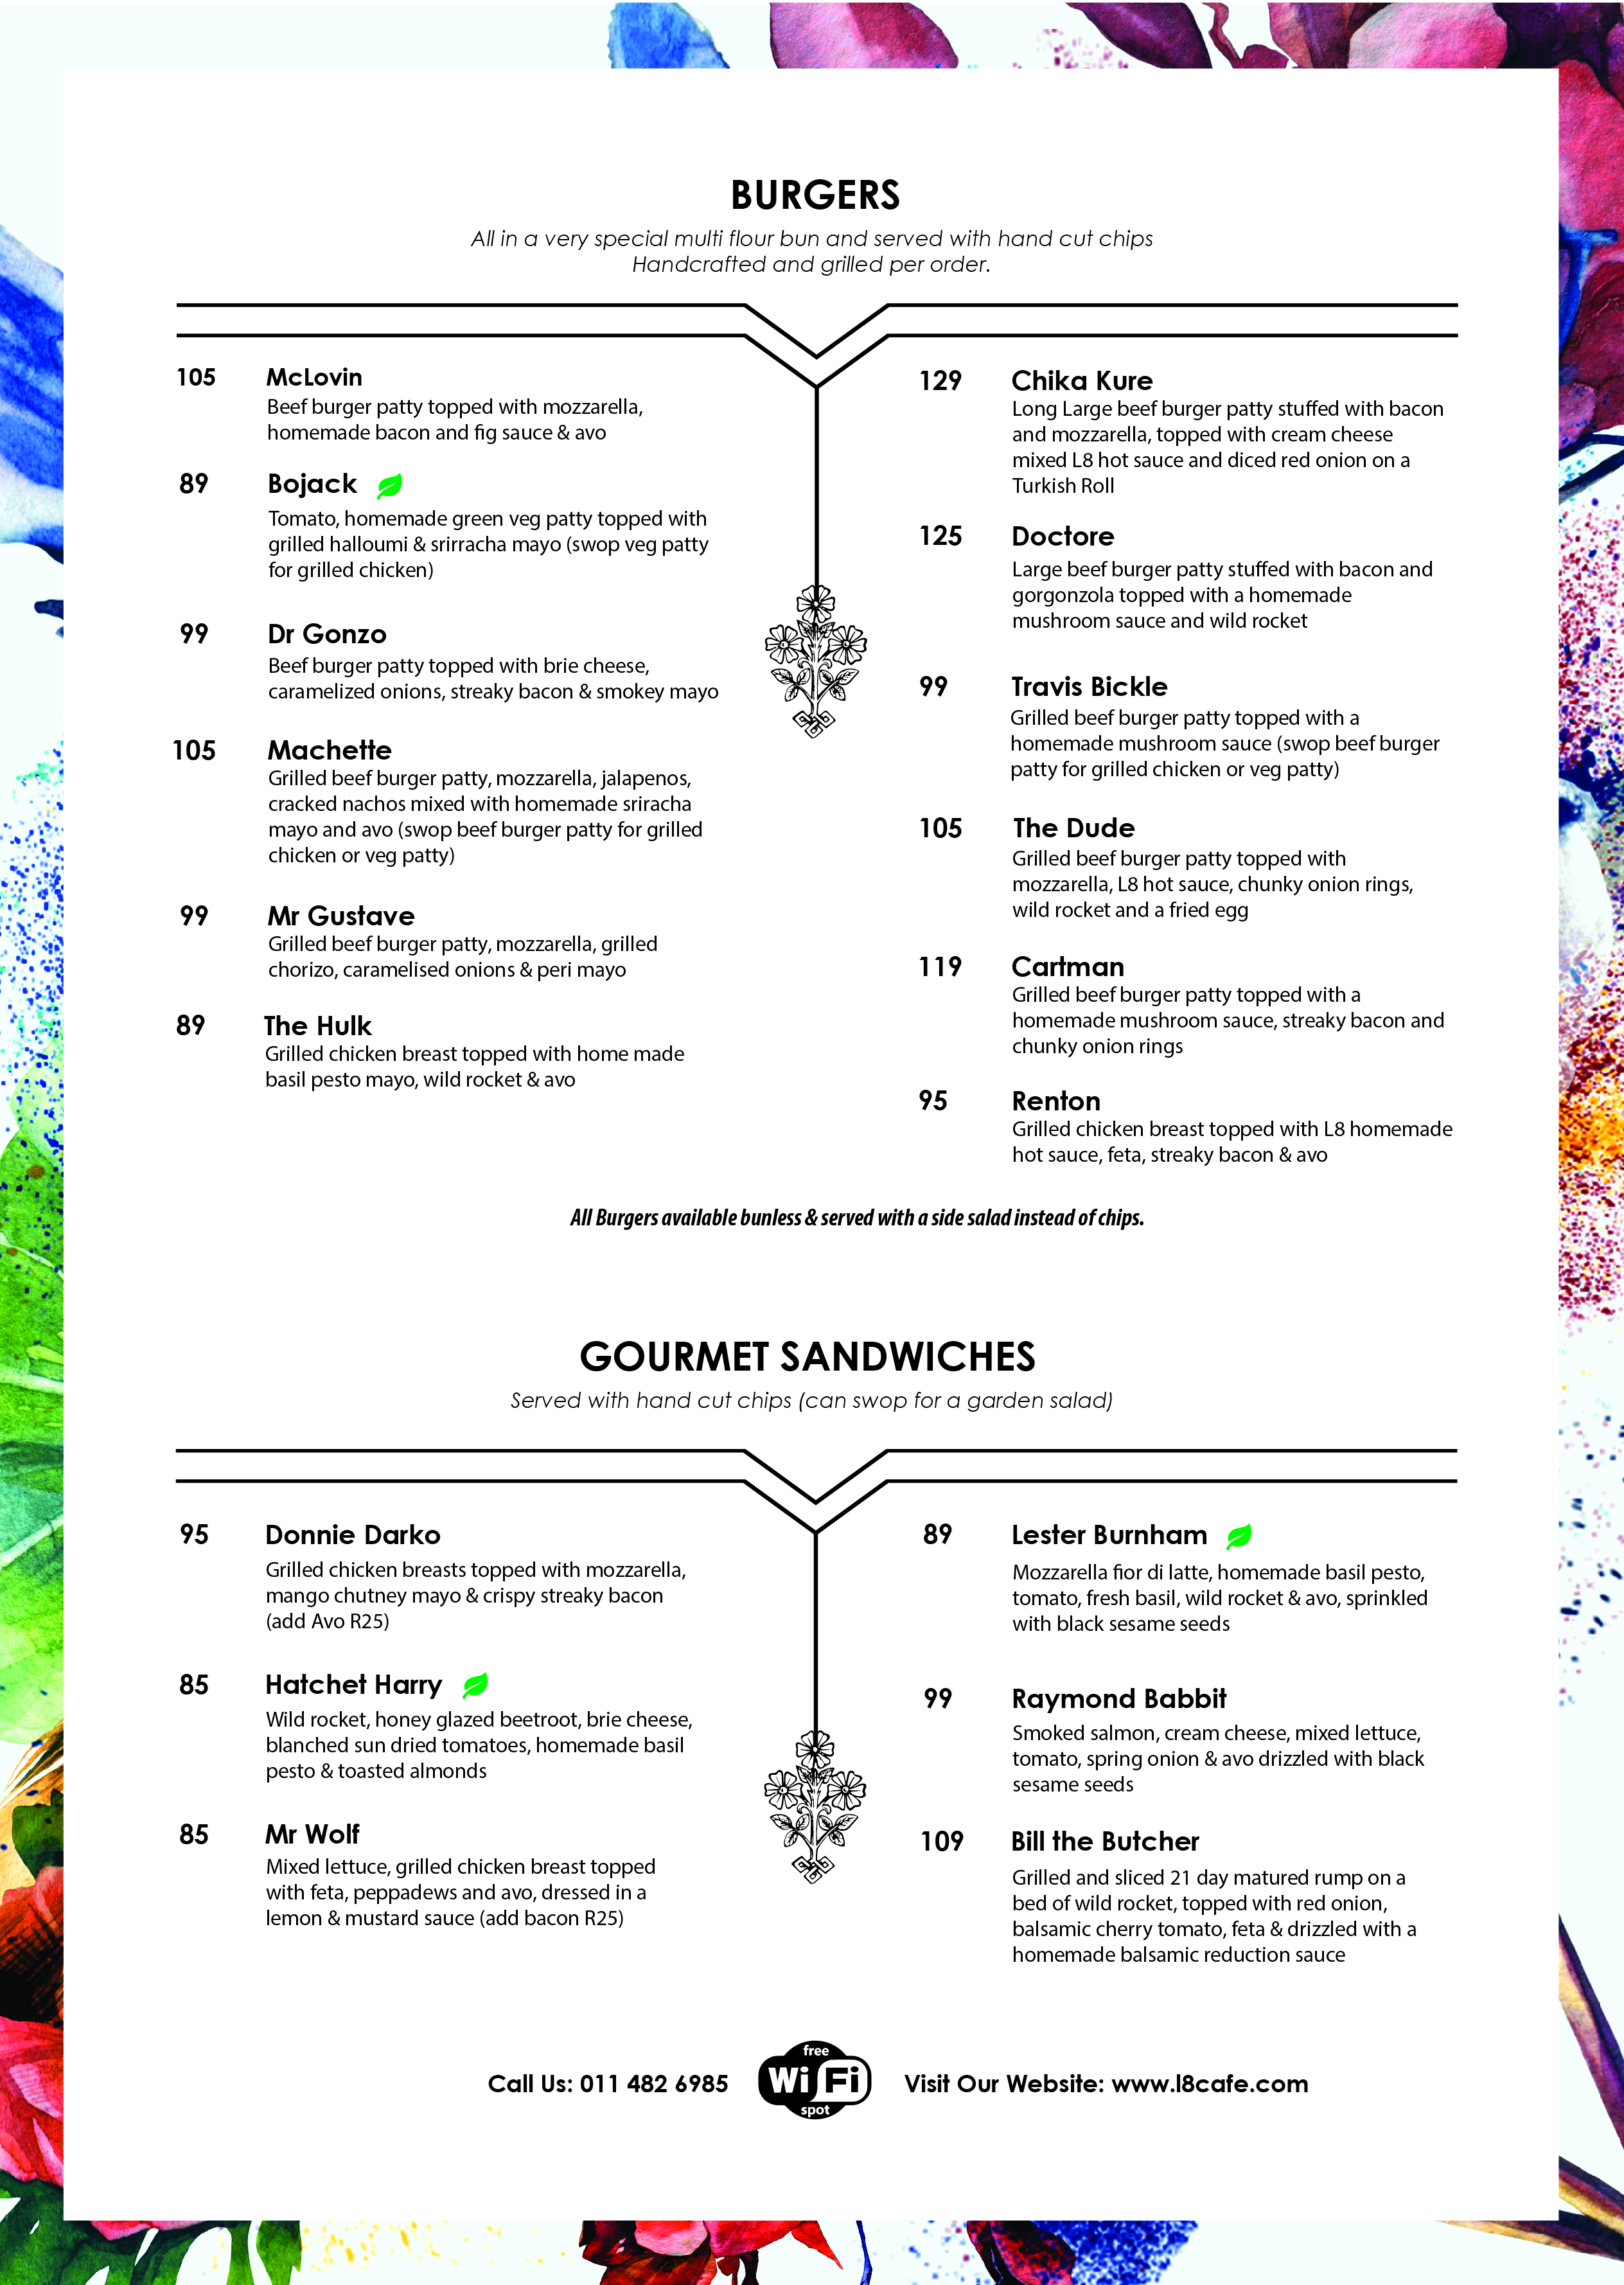 BURGERS
All in a very special multi flour bun and served with hand cut chips
Handcrafted and grilled per order.
105 McLovin
Beef burger patty topped with mozzarella,
homemade bacon and fig sauce & avo
89 Bojack
Tomato, homemade green veg patty topped with
grilled halloumi & srirracha mayo (swop veg patty
for grilled chicken)
99 Dr Gonzo
Beef burger patty topped with brie cheese,
caramelized onions, streaky bacon & smokey mayo
105 Machette
Grilled beef burger patty, mozzarella, jalapenos,
cracked nachos mixed with homemade sriracha
mayo and avo (swop beef burger patty for grilled
chicken or veg patty)
99 Mr Gustave
Grilled beef burger patty, mozzarella, grilled
chorizo, caramelised onions & peri mayo
89 The Hulk
Grilled chicken breast topped with home made
basil pesto mayo, wild rocket & avo
129 Chika Kure
Long Large beef burger patty stuffed with bacon
and mozzarella, topped with cream cheese
mixed L8 hot sauce and diced red onion on a
Turkish Roll
125 Doctore
Large beef burger patty stuffed with bacon and
gorgonzola topped with a homemade
mushroom sauce and wild rocket
99 Travis Bickle
Grilled beef burger patty topped with a
homemade mushroom sauce (swop beef burger
patty for grilled chicken or veg patty)
105 The Dude
Grilled beef burger patty topped with
mozzarella, L8 hot sauce, chunky onion rings,
wild rocket and a fried egg
119 Cartman
Grilled beef burger patty topped with a
homemade mushroom sauce, streaky bacon and
chunky onion rings
95 Renton
Grilled chicken breast topped with L8 homemade
hot sauce, feta, streaky bacon & avo
All Burgers available bunless & served with a side salad instead of chips.
GOURMET SANDWICHES
Served with hand cut chips (can swop for a garden salad)
95 Donnie Darko
Grilled chicken breasts topped with mozzarella,
mango chutney mayo & crispy streaky bacon
(add Avo R25)
85 Hatchet Harry
Wild rocket, honey glazed beetroot, brie cheese,
blanched sun dried tomatoes, homemade basil
pesto & toasted almonds
85 Mr Wolf
Mixed lettuce, grilled chicken breast topped
with feta, peppadews and avo, dressed in a
lemon & mustard sauce (add bacon R25)
89 Lester Burnham
Mozzarella fior di latte, homemade basil pesto,
tomato, fresh basil, wild rocket & avo, sprinkled
with black sesame seeds
99 Raymond Babbit
Smoked salmon, cream cheese, mixed lettuce,
tomato, spring onion & avo drizzled with black
sesame seeds
109 Bill the Butcher
Grilled and sliced 21 day matured rump on a
bed of wild rocket, topped with red onion,
balsamic cherry tomato, feta & drizzled with a
homemade balsamic reduction sauce
Call Us: 011 482 6985
free
Wi Fi
spot
Visit Our Website: www.l8cafe.com